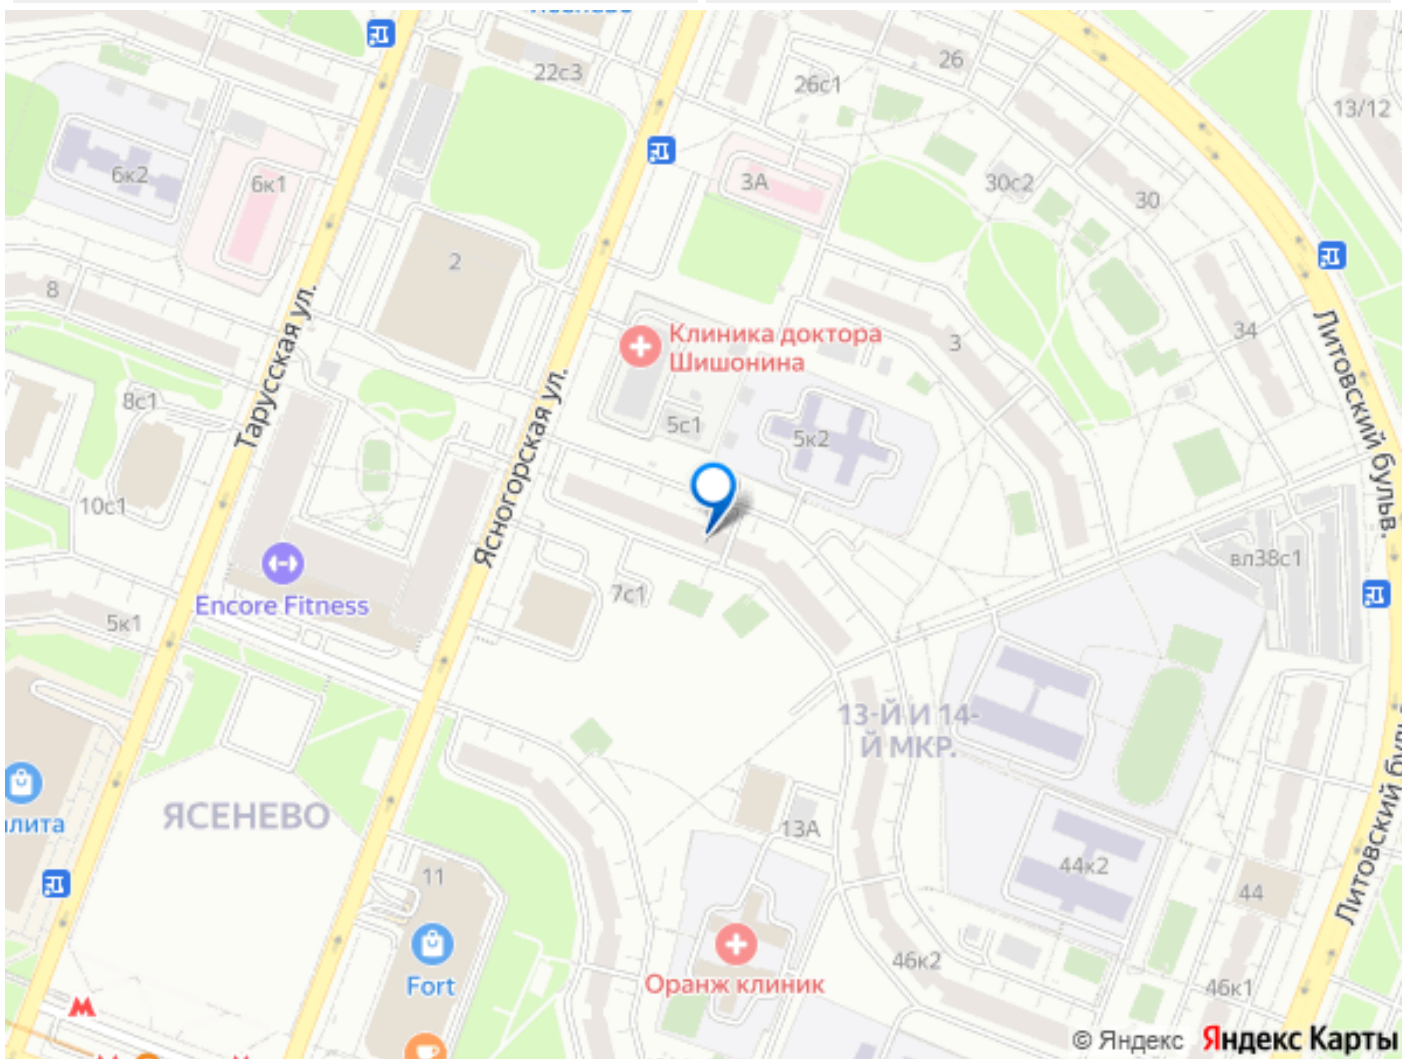 22с3
26
26с1
13/12
6к2
6к1
3А
30с2
30
2
8
Тарусская ул.
Клиника доктора
Шишонина
3
34
Литовский бульв.
8с1
Ясногорская ул.
5с1
5к2
10с1
вл38с1
Encore Fitness
7с1
5к1
13-Й И 14-
Й МКР.
ЯСЕНЕВО
лита
13А
11
44к2
44
Литовский буль
Fort
Оранж клиник
46к2
46к1
© Яндекс Яндекс Карты